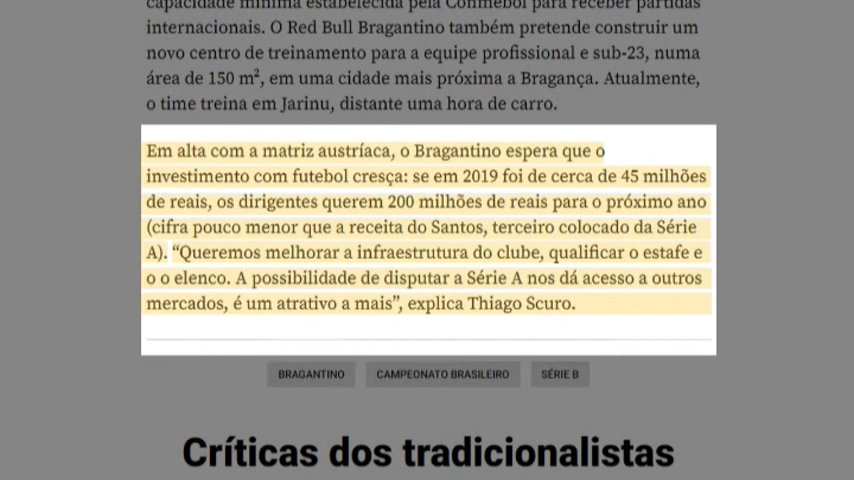 capacidade mínima estabelecida pela Conmebol para receber partidas
internacionais. O Red Bull Bragantino também pretende construir um
novo centro de treinamento para a equipe profissional e sub-23, numa
área de 150 m², em uma cidade mais próxima a Bragança. Atualmente,
o time treina em Jarinu, distante uma hora de carro.
Em alta com a matriz austríaca, o Bragantino espera que o
investimento com futebol cresça: se em 2019 foi de cerca de 45 milhões
de reais, os dirigentes querem 200 milhões de reais para o próximo ano
(cifra pouco menor que a receita do Santos, terceiro colocado da Série
A). “Queremos melhorar a infraestrutura do clube, qualificar o estafe e
o o elenco. A possibilidade de disputar a Série A nos dá acesso a outros
mercados, é um atrativo a mais”, explica Thiago Scuro.
BRAGANTINO CAMPEONATO BRASILEIRO SÉRIE B
Críticas dos tradicionalistas